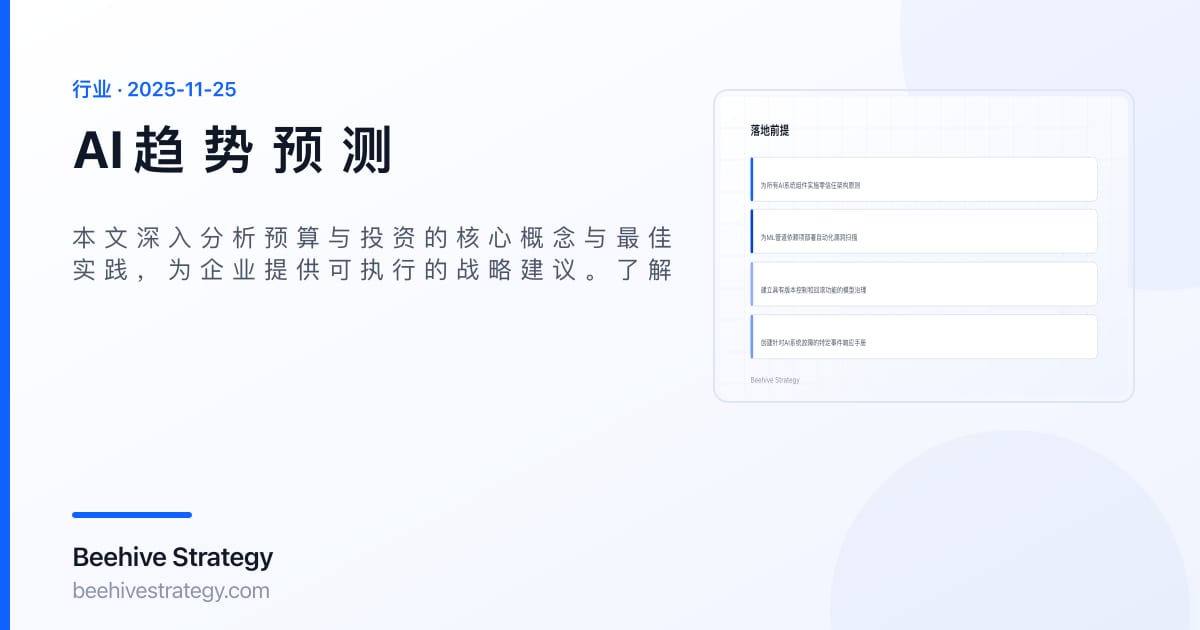 行业 · 2025-11-25
AI趋势预测
本文深入分析预算与投资的核心概念与最佳
实践，为企业提供可执行的战略建议。了解
落地前提
为所有AI系统组件实施零信任架构原则
为ML管道依赖项部署自动化漏洞扫描
建立具有版本控制和回滚功能的模型治理
创建针对AI系统故障的特定事件响应手册
Beehive Strategy
Beehive Strategy
beehivestrategy.com